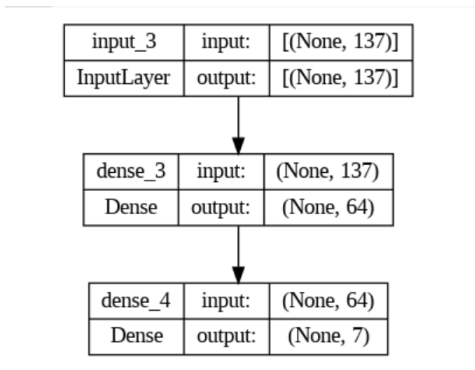 input_3 input: [(None, 137)]
InputLayer output: [(None, 137)]
dense_3 input: (None, 137)
Dense output: (None, 64)
dense_4 input: (None, 64)
Dense output: (None, 7)